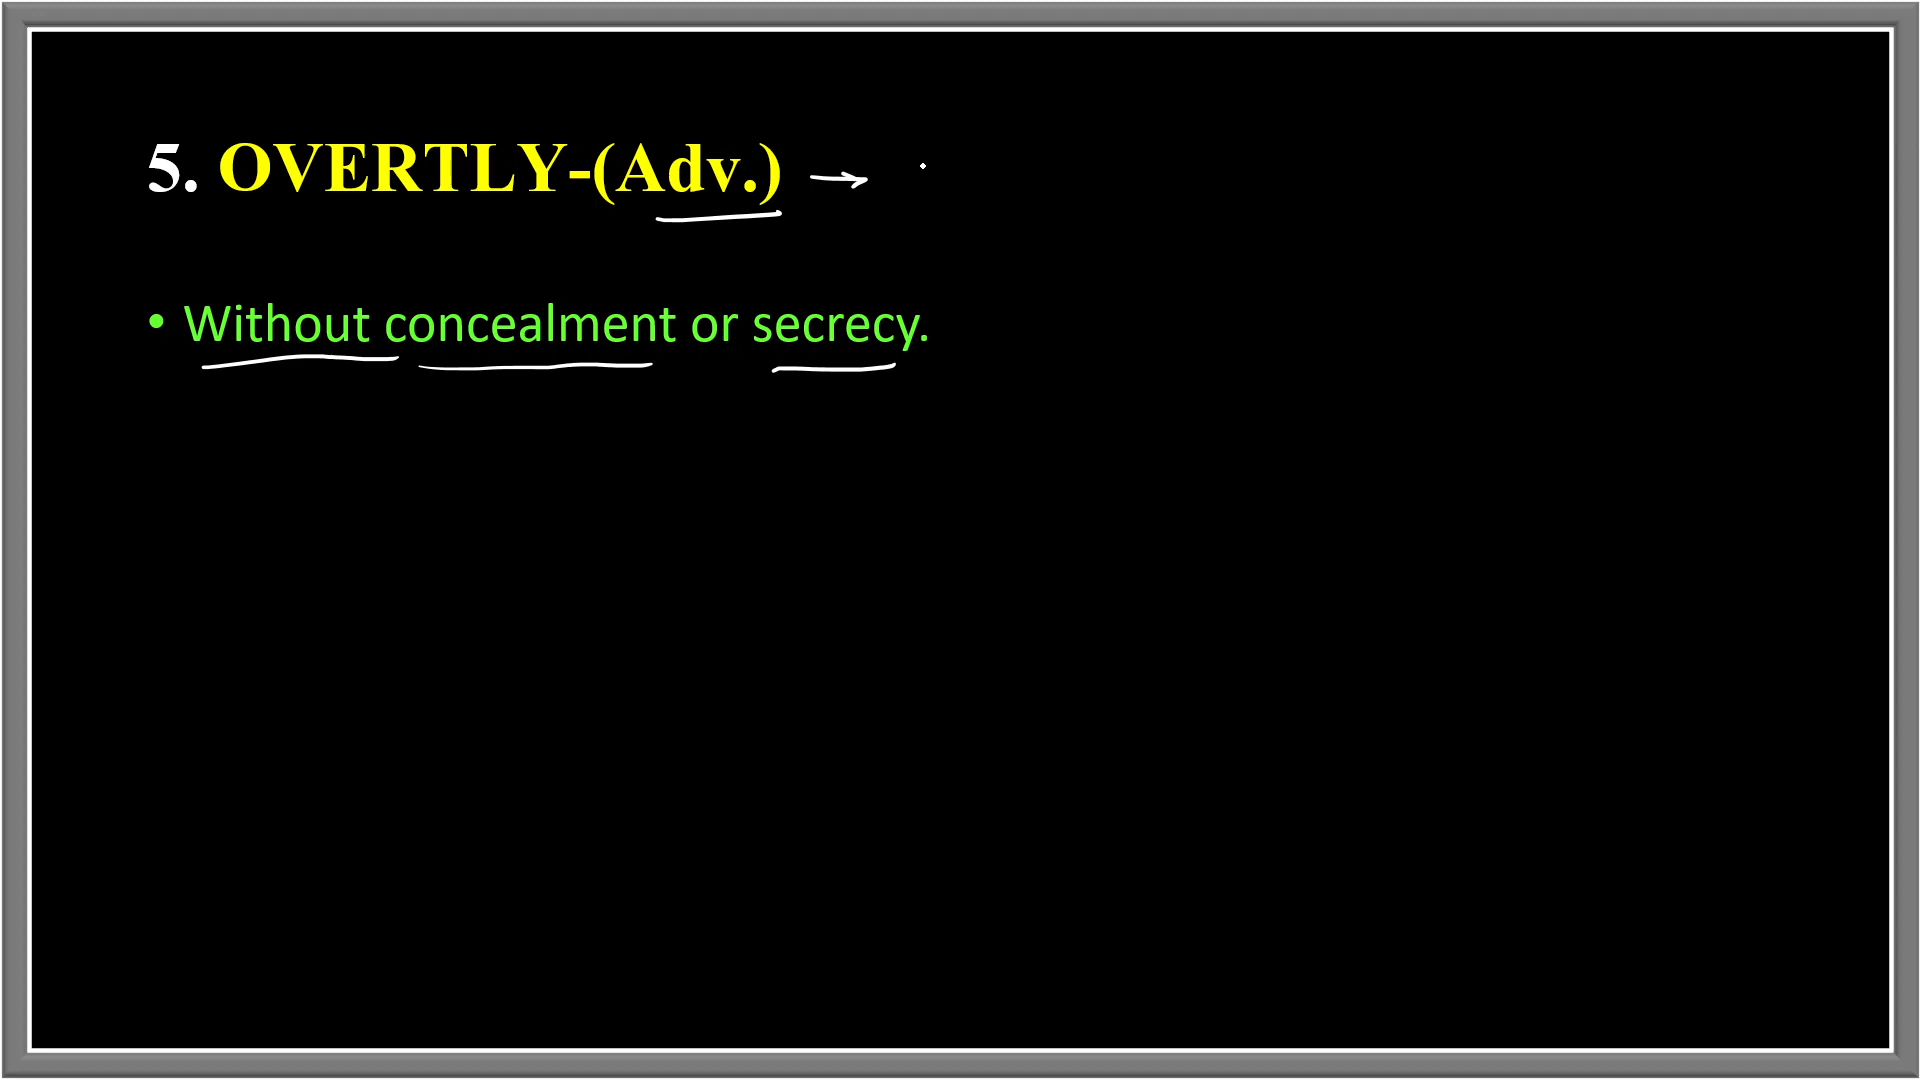 5. OVERTLY-(Adv.) →
• Without concealment or secrecy.